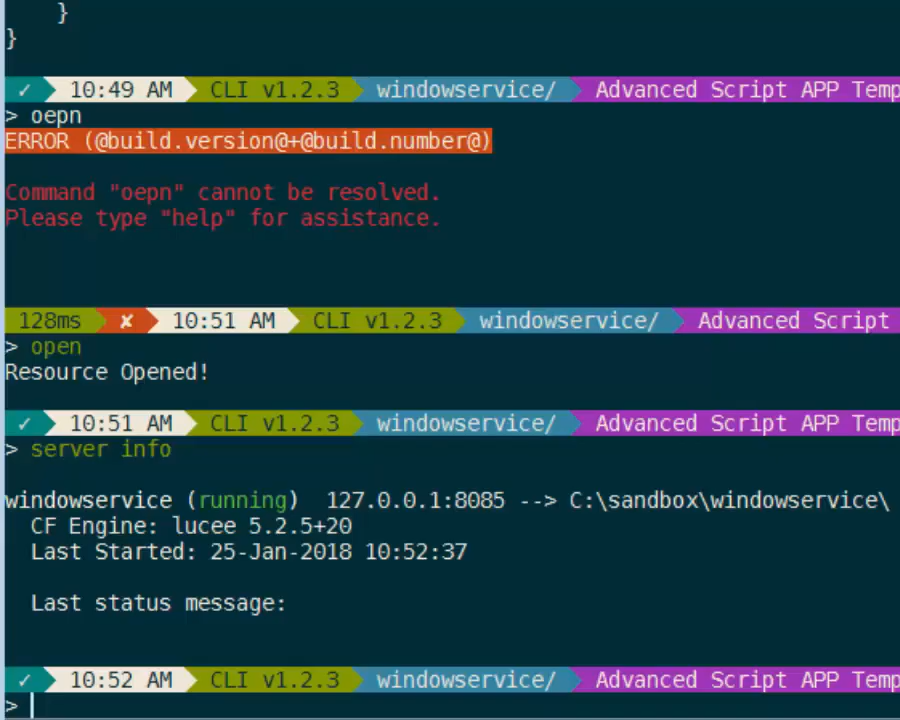 }
}
✓ 10:49 AM CLI v1.2.3 windowservice/ Advanced Script APP Temp
> oepn
ERROR (@build.version@+@build.number@)
Command "oepn" cannot be resolved.
Please type "help" for assistance.
128ms ✘ 10:51 AM CLI v1.2.3 windowservice/ Advanced Script
> open
Resource Opened!
✓ 10:51 AM CLI v1.2.3 windowservice/ Advanced Script APP Temp
> server info
windowservice (running) 127.0.0.1:8085 --> C:\sandbox\windowservice\
CF Engine: lucee 5.2.5+20
Last Started: 25-Jan-2018 10:52:37
Last status message:
✓ 10:52 AM CLI v1.2.3 windowservice/ Advanced Script APP Temp
>